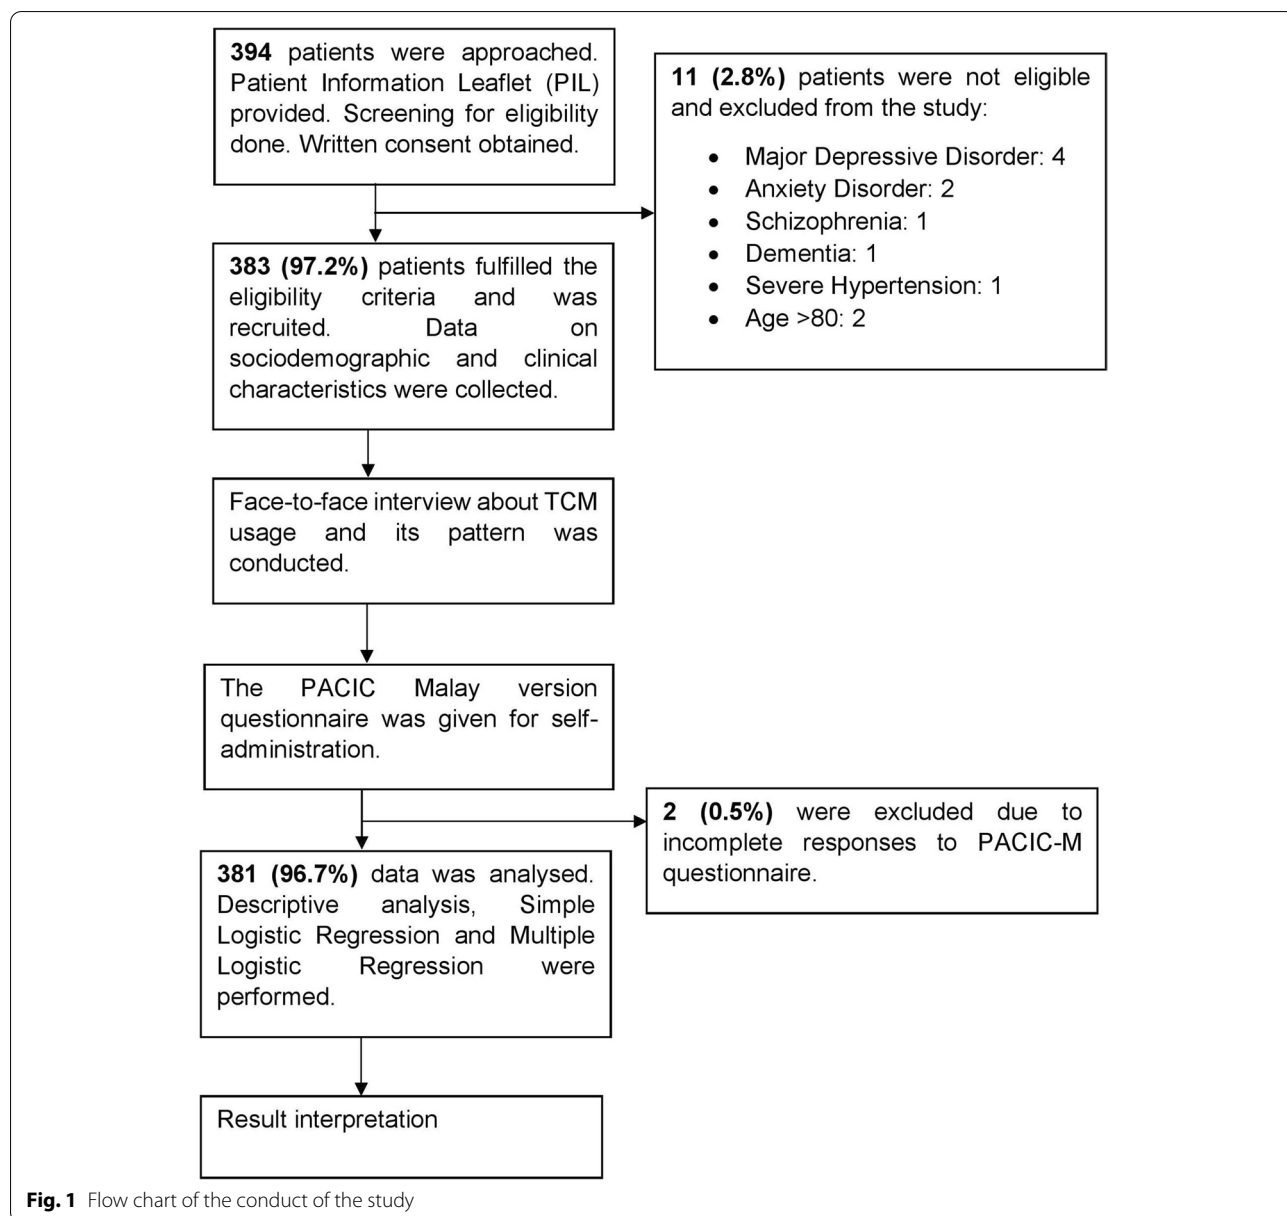 394 patients were approached.
Patient Information Leaflet (PIL)
provided. Screening for eligibility
done. Written consent obtained.
11 (2.8%) patients were not eligible
and excluded from the study:
• Major Depressive Disorder: 4
• Anxiety Disorder: 2
• Schizophrenia: 1
• Dementia: 1
• Severe Hypertension: 1
• Age >80: 2
383 (97.2%) patients fulfilled the
eligibility criteria and was
recruited. Data on
sociodemographic and clinical
characteristics were collected.
Face-to-face interview about TCM
usage and its pattern was
conducted.
The PACIC Malay version
questionnaire was given for self-
administration.
2 (0.5%) were excluded due to
incomplete responses to PACIC-M
questionnaire.
381 (96.7%) data was analysed.
Descriptive analysis, Simple
Logistic Regression and Multiple
Logistic Regression were
performed.
Result interpretation
Fig. 1 Flow chart of the conduct of the study